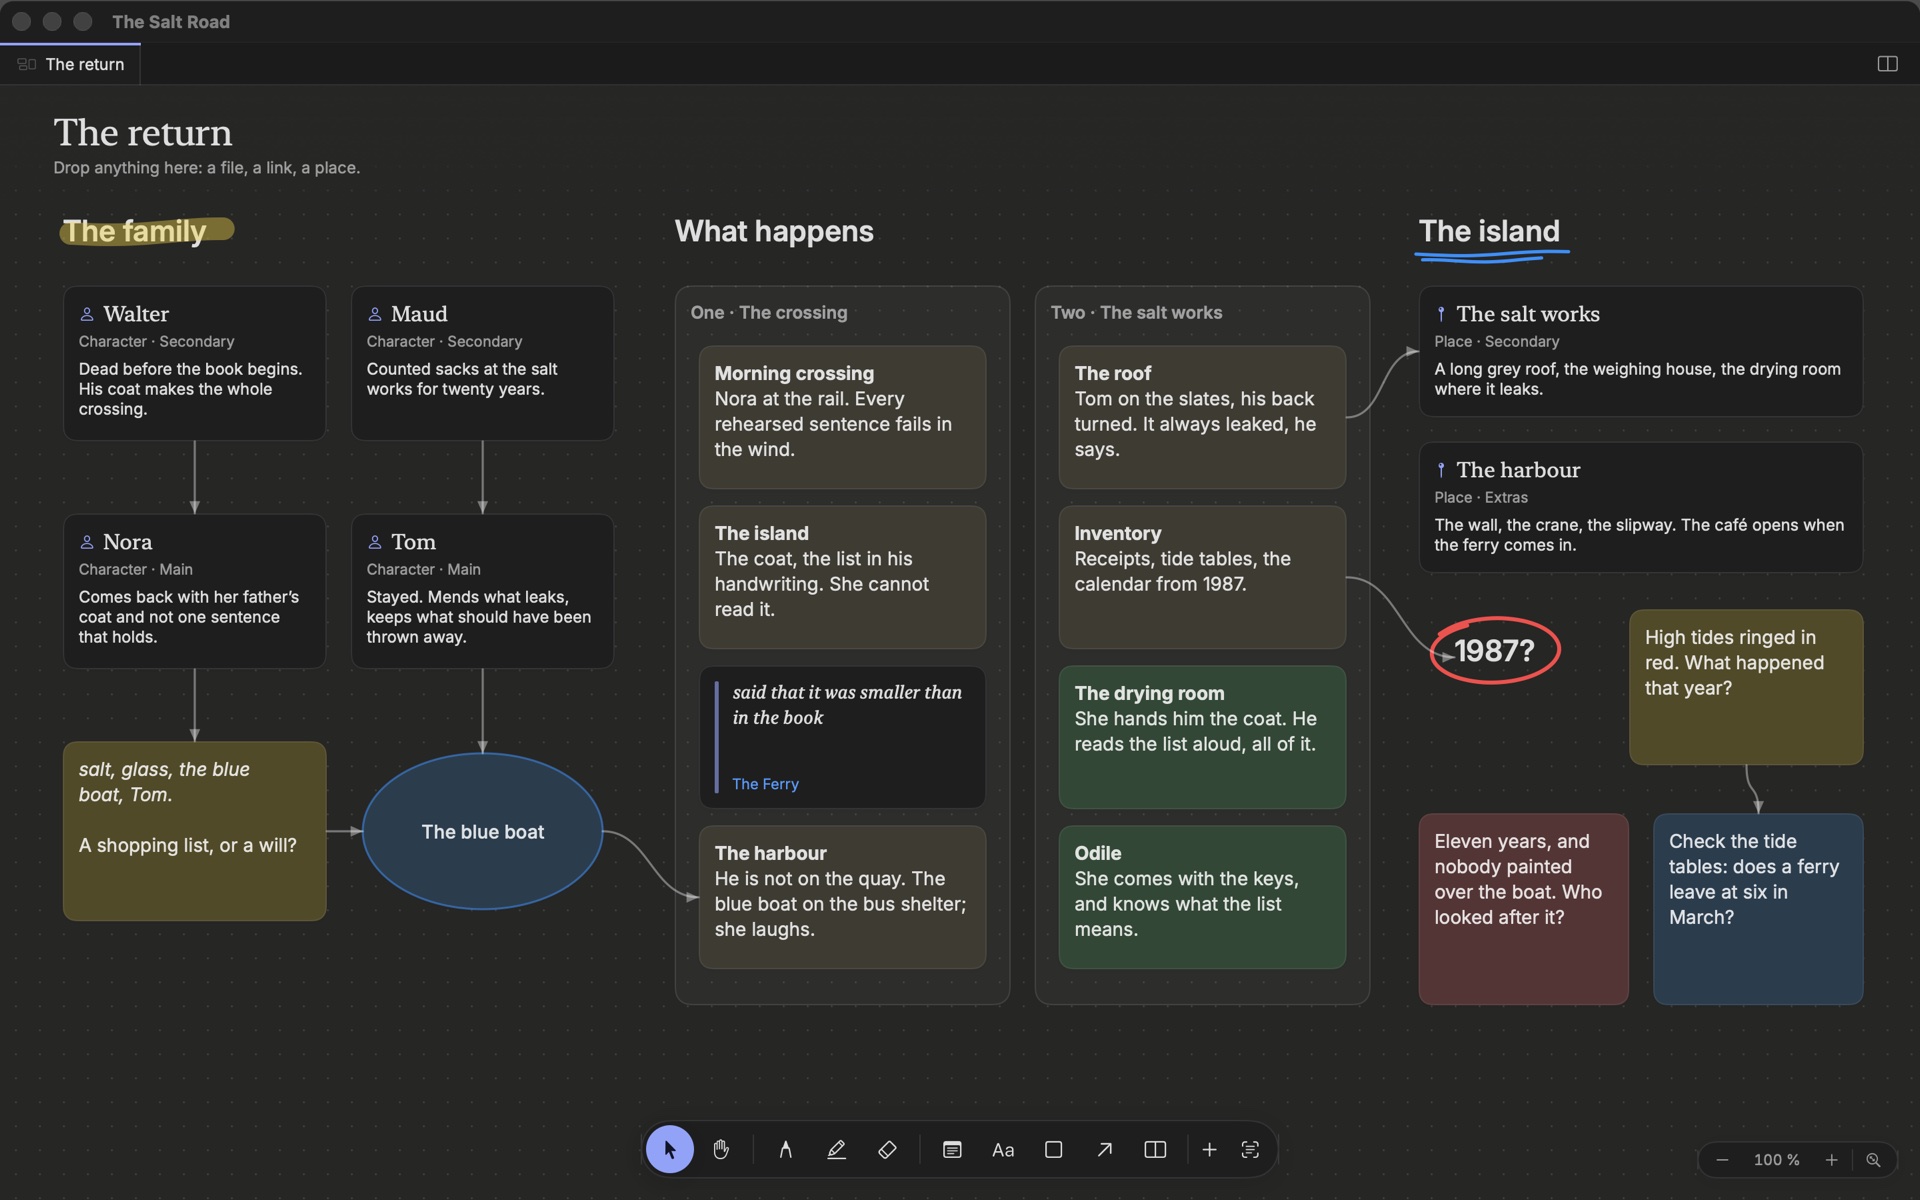 The Salt Road
The return
The return
Drop anything here: a file, a link, a place.
The family
Walter
Character · Secondary
Dead before the book begins.
His coat makes the whole
crossing.
Maud
Character · Secondary
Counted sacks at the salt
works for twenty years.
Nora
Character · Main
Comes back with her father’s
coat and not one sentence
that holds.
Tom
Character · Main
Stayed. Mends what leaks,
keeps what should have been
thrown away.
salt, glass, the blue
boat, Tom.
A shopping list, or a will?
The blue boat
What happens
One · The crossing
Morning crossing
Nora at the rail. Every
rehearsed sentence fails in
the wind.
The island
The coat, the list in his
handwriting. She cannot
read it.
said that it was smaller than
in the book
The Ferry
The harbour
He is not on the quay. The
blue boat on the bus shelter;
she laughs.
Two · The salt works
The roof
Tom on the slates, his back
turned. It always leaked, he
says.
Inventory
Receipts, tide tables, the
calendar from 1987.
The drying room
She hands him the coat. He
reads the list aloud, all of it.
Odile
She comes with the keys,
and knows what the list
means.
The island
The salt works
Place · Secondary
A long grey roof, the weighing house, the drying room
where it leaks.
The harbour
Place · Extras
The wall, the crane, the slipway. The café opens when
the ferry comes in.
1987?
High tides ringed in
red. What happened
that year?
Eleven years, and
nobody painted
over the boat. Who
looked after it?
Check the tide
tables: does a ferry
leave at six in
March?
Aa
100 %